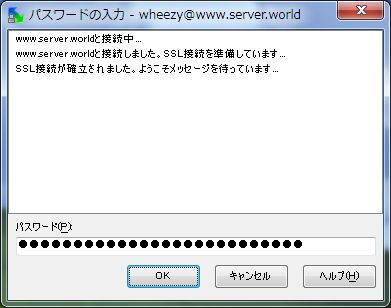 パスワードの入力 - wheezy@www.server.world
www.server.worldと接続中...
www.server.worldと接続しました。SSL接続を準備しています...
SSL接続が確立されました。ようこそメッセージを待っています...
パスワード(P):
●●●●●●●●●●●●●●●●●●●●●●●●●●
OK キャンセル ヘルプ(H)